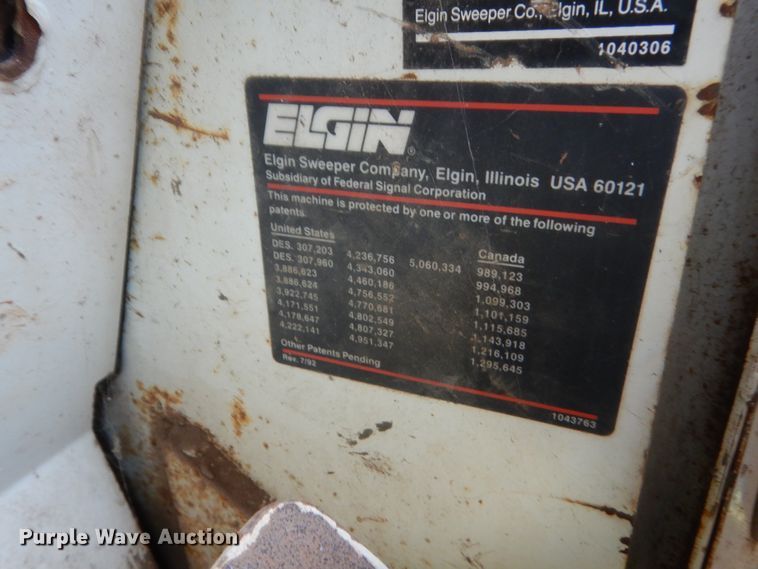 Elgin Sweeper Co., Elgin, IL, U.S.A.
1040306
ELGIN®
Elgin Sweeper Company, Elgin, Illinois USA 60121
Subsidiary of Federal Signal Corporation
This machine is protected by one or more of the following
patents.
United States Canada
DES. 307,203 4,236,756 5,060,334 989,123
DES. 307,960 4,343,060 994,968
3,886,623 4,460,186 1,099,303
3,886,624 4,756,552 1,101,159
3,922,745 4,770,681 1,115,685
4,171,551 4,802,549 1,143,918
4,178,647 4,807,327 1,216,109
4,222,141 4,951,347 1,295,645
Other Patents Pending
Rev. 7/92
1043763
Purple Wave Auction®